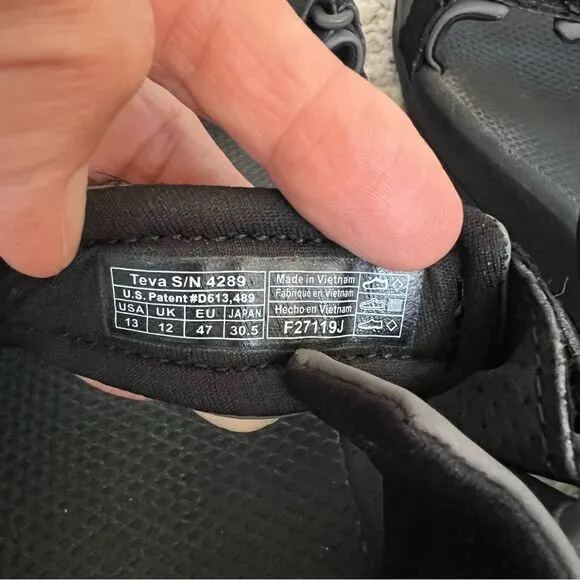 Teva S/N 4289
U.S. Patent #D613,489
USA UK EU JAPAN
13 12 47 30.5
Made in Vietnam
Fabriqué en Vietnam
Hecho en Vietnam
F27119J